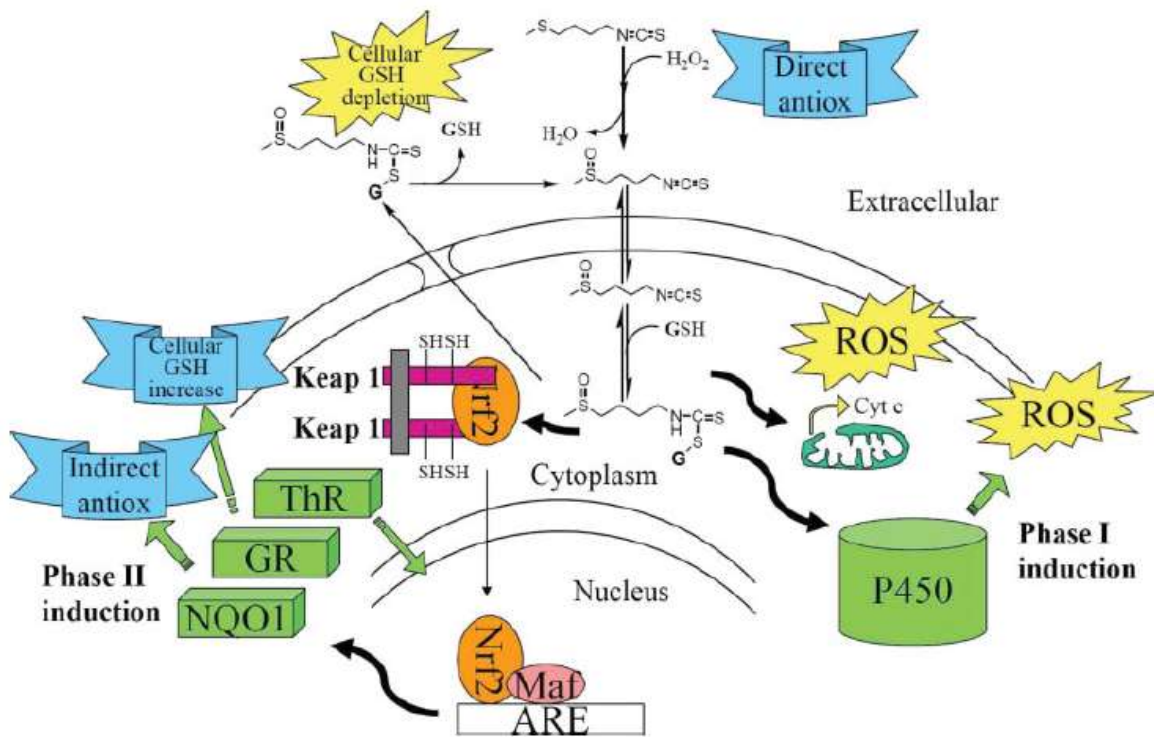 Cellular
GSH
depletion
S
N=C=S
H₂O₂
H₂O
Direct
antiox
O
S
N
H
C=S
S
G
GSH
O
S
N=C=S
Extracellular
O
S
N=C=S
GSH
Cellular
GSH
increase
SHSH
Keap 1
Keap 1
Nrf2
SHSH
O
S
N
H
C=S
S
G
ROS
Cyt c
ROS
Indirect
antiox
Cytoplasm
ThR
GR
NQO1
Phase II
induction
Nucleus
P450
Phase I
induction
Nrf2
Maf
ARE